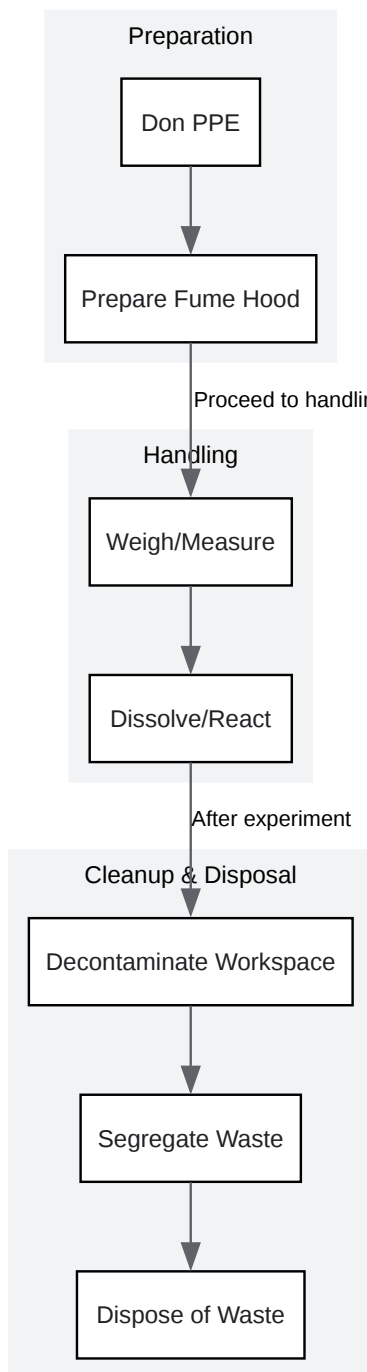 Preparation
Don PPE
Prepare Fume Hood
Proceed to handlin
Handling
Weigh/Measure
Dissolve/React
After experiment
Cleanup & Disposal
Decontaminate Workspace
Segregate Waste
Dispose of Waste